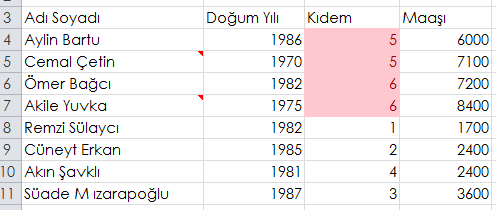 3 Adı Soyadı Doğum Yılı Kıdem Maaşı
4 Aylin Bartu 1986 5 6000
5 Cemal Çetin 1970 5 7100
6 Ömer Bağcı 1982 6 7200
7 Akile Yuvka 1975 6 8400
8 Remzi Sülaycı 1982 1 1700
9 Cüneyt Erkan 1985 2 2400
10 Akın Şavklı 1981 4 2400
11 Süade M ızarapoğlu 1987 3 3600